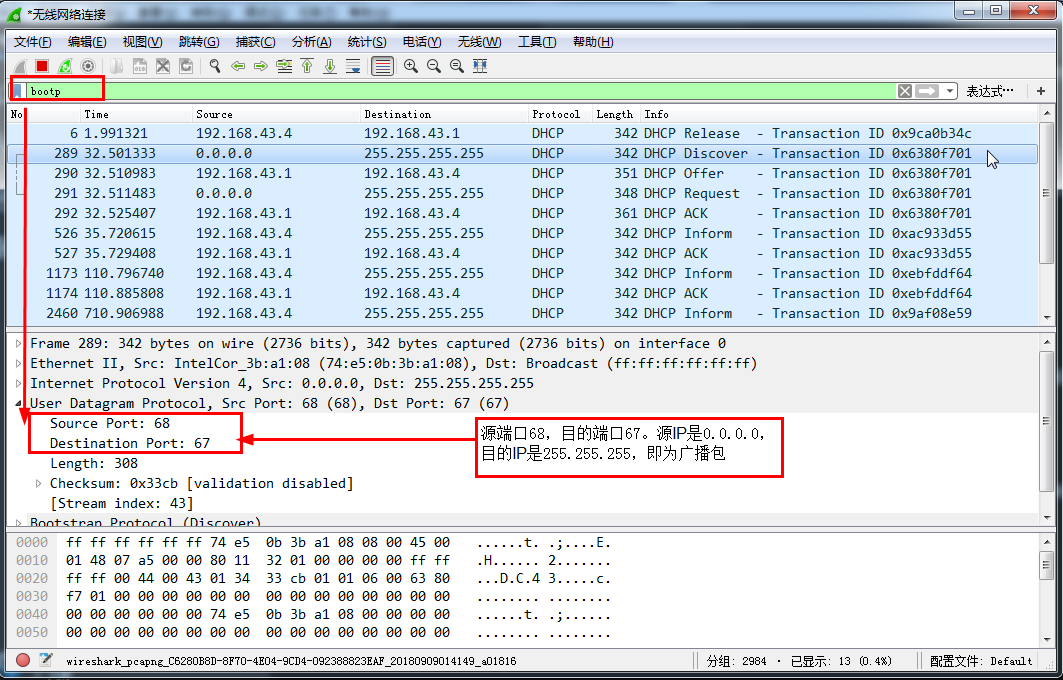 *无线网络连接
文件(F) 编辑(E) 视图(V) 跳转(G) 捕获(C) 分析(A) 统计(S) 电话(Y) 无线(W) 工具(T) 帮助(H)
bootp 表达式… +
No Time Source Destination Protocol Length Info
6 1.991321 192.168.43.4 192.168.43.1 DHCP 342 DHCP Release - Transaction ID 0x9ca0b34c
289 32.501333 0.0.0.0 255.255.255.255 DHCP 342 DHCP Discover - Transaction ID 0x6380f701
290 32.510983 192.168.43.1 192.168.43.4 DHCP 351 DHCP Offer - Transaction ID 0x6380f701
291 32.511483 0.0.0.0 255.255.255.255 DHCP 348 DHCP Request - Transaction ID 0x6380f701
292 32.525407 192.168.43.1 192.168.43.4 DHCP 361 DHCP ACK - Transaction ID 0x6380f701
526 35.720615 192.168.43.4 255.255.255.255 DHCP 342 DHCP Inform - Transaction ID 0xac933d55
527 35.729408 192.168.43.1 192.168.43.4 DHCP 342 DHCP ACK - Transaction ID 0xac933d55
1173 110.796740 192.168.43.4 255.255.255.255 DHCP 342 DHCP Inform - Transaction ID 0xebfddf64
1174 110.885808 192.168.43.1 192.168.43.4 DHCP 342 DHCP ACK - Transaction ID 0xebfddf64
2460 710.906988 192.168.43.4 255.255.255.255 DHCP 342 DHCP Inform - Transaction ID 0x9af08e59
Frame 289: 342 bytes on wire (2736 bits), 342 bytes captured (2736 bits) on interface 0
Ethernet II, Src: IntelCor_3b:a1:08 (74:e5:0b:3b:a1:08), Dst: Broadcast (ff:ff:ff:ff:ff:ff)
Internet Protocol Version 4, Src: 0.0.0.0, Dst: 255.255.255.255
User Datagram Protocol, Src Port: 68 (68), Dst Port: 67 (67)
Source Port: 68
Destination Port: 67
Length: 308
Checksum: 0x33cb [validation disabled]
[Stream index: 43]
Bootstrap Protocol (Discover)
源端口68，目的端口67。源IP是0.0.0.0，
目的IP是255.255.255，即为广播包
0000 ff ff ff ff ff ff 74 e5 0b 3b a1 08 08 00 45 00 ......t. .;....E.
0010 01 48 07 a5 00 00 80 11 32 01 00 00 00 00 ff ff .H...... 2.......
0020 ff ff 00 44 00 43 01 34 33 cb 01 01 06 00 63 80 ...D.C.4 3.....c.
0030 f7 01 00 00 00 00 00 00 00 00 00 00 00 00 00 00 ........ ........
0040 00 00 00 00 00 00 74 e5 0b 3b a1 08 00 00 00 00 ......t. .;......
0050 00 00 00 00 00 00 00 00 00 00 00 00 00 00 00 00 ........ ........
wireshark_pcapng_C6280B8D-8F70-4E04-9CD4-092388823EAF_20180909014149_a01816 分组: 2984 · 已显示: 13 (0.4%) 配置文件: Default